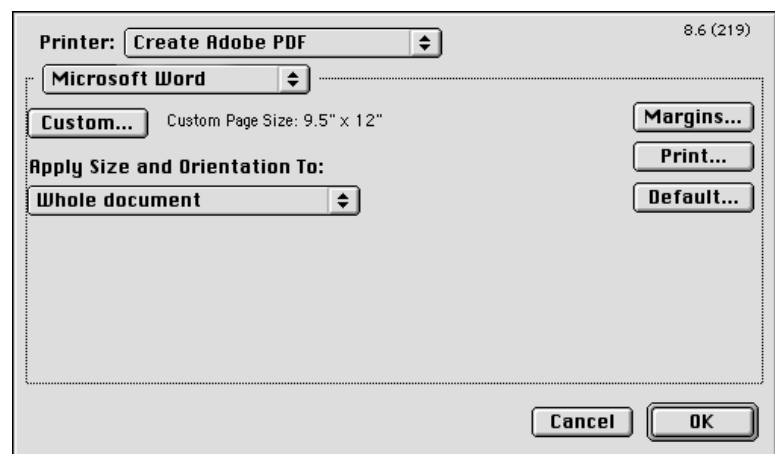 Printer: Create Adobe PDF 8.6 (219)
Microsoft Word
Custom... Custom Page Size: 9.5" x 12" Margins...
Print...
Apply Size and Orientation To:
Whole document Default...
Cancel OK